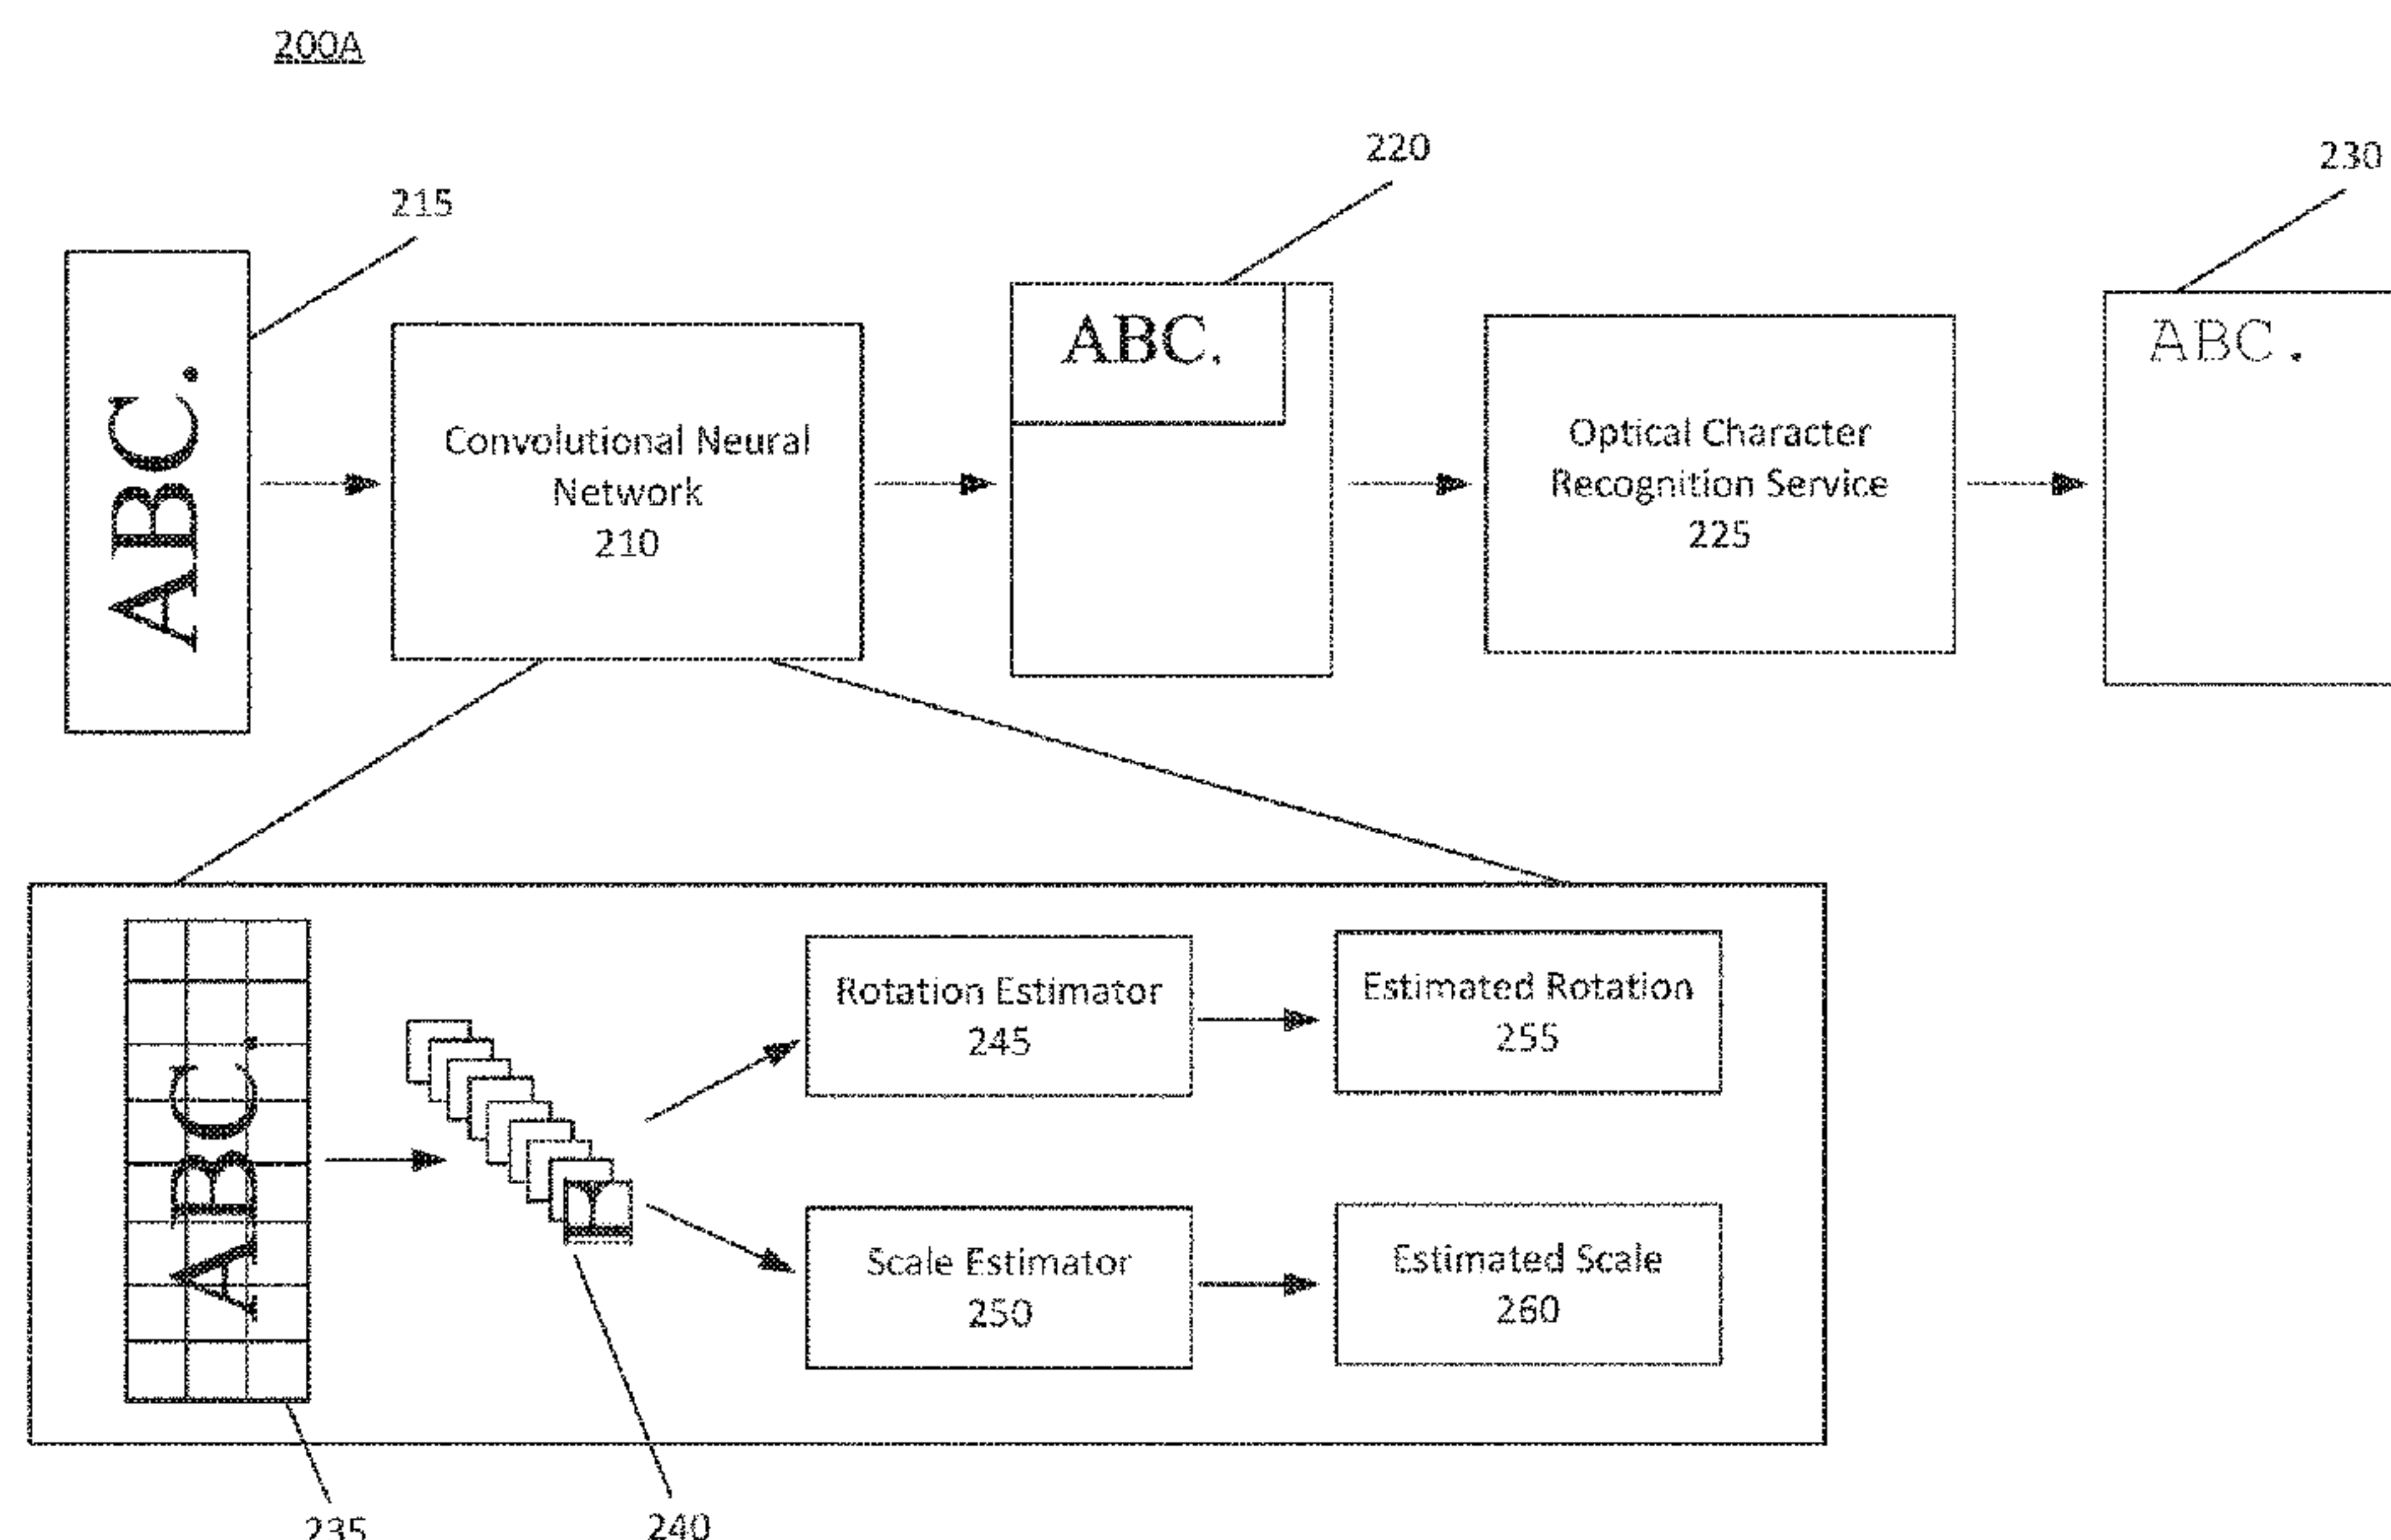 200A
215
220
230
ABC.
Convolutional Neural
Network
210
ABC.
Optical Character
Recognition Service
225
ABC.
ABC.
Rotation Estimator
245
Estimated Rotation
255
Scale Estimator
250
Estimated Scale
260
235
240